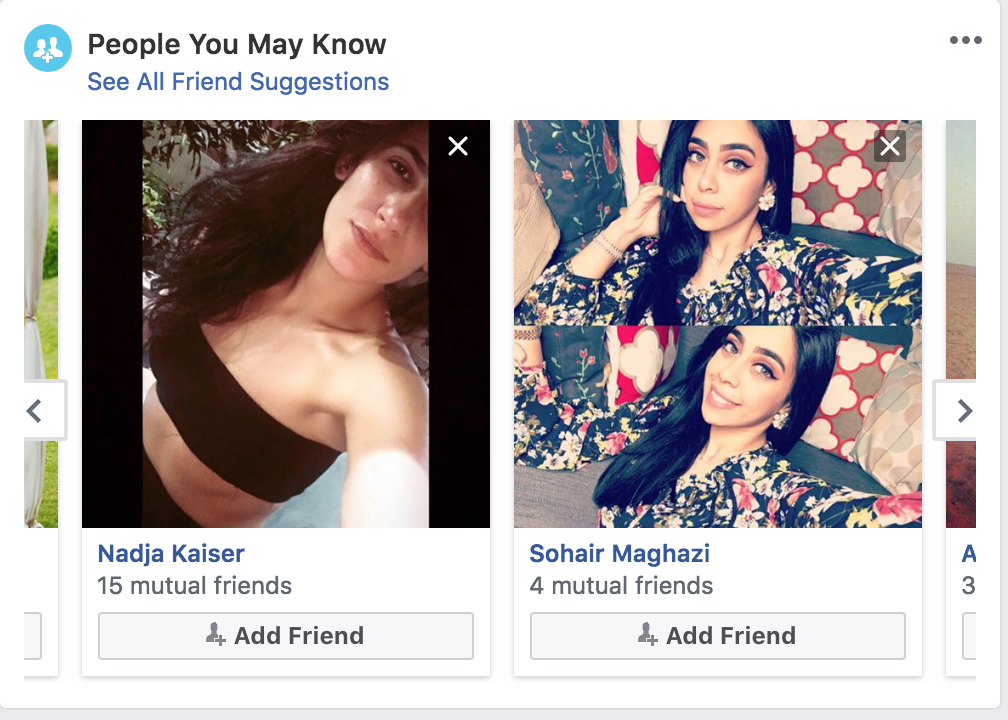 People You May Know
See All Friend Suggestions
Nadja Kaiser
15 mutual friends
Add Friend
Sohair Maghazi
4 mutual friends
Add Friend
A
3